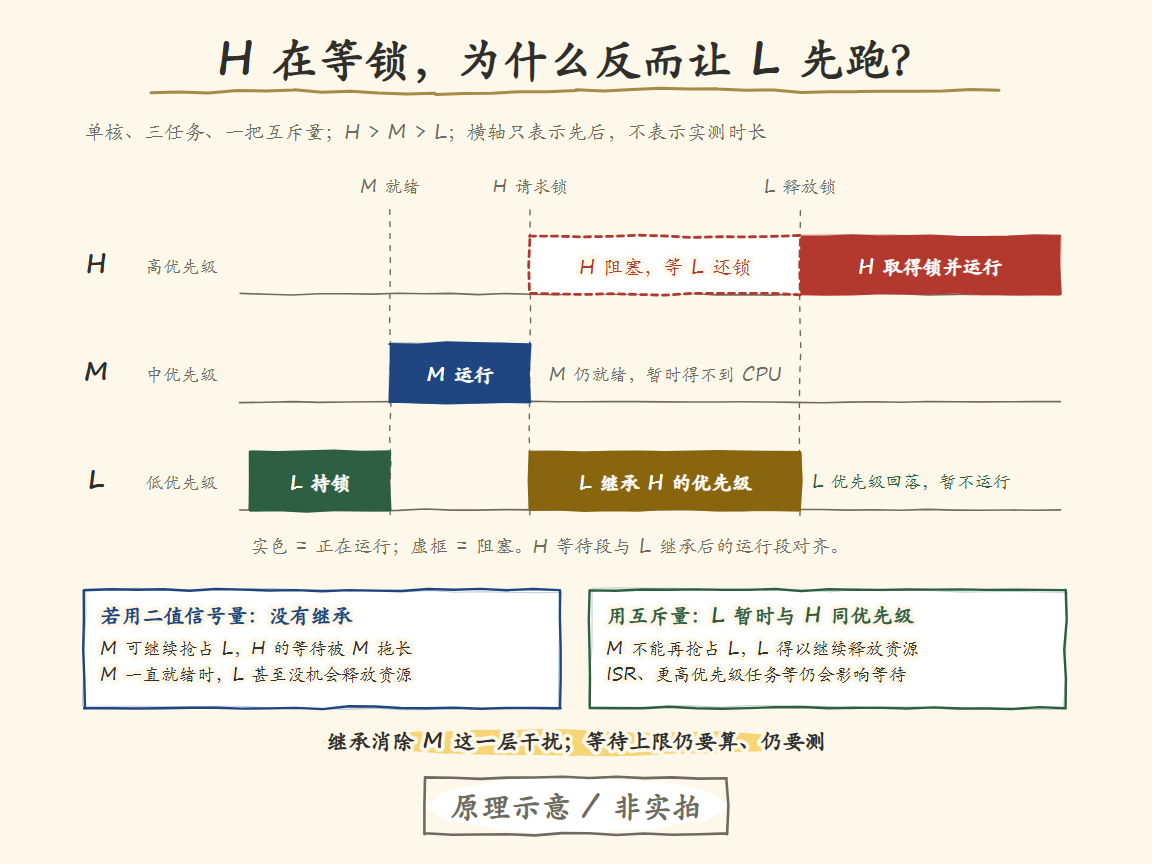 H 在等锁，为什么反而让 L 先跑？
单核、三任务、一把互斥量；H > M > L；横轴只表示先后，不表示实测时长
M 就绪
H 请求锁
L 释放锁
H 高优先级
H 阻塞，等 L 还锁
H 取得锁并运行
M 中优先级
M 运行
M 仍就绪，暂时得不到 CPU
L 低优先级
L 持锁
L 继承 H 的优先级
L 优先级回落，暂不运行
实色 = 正在运行；虚框 = 阻塞。H 等待段与 L 继承后的运行段对齐。
若用二值信号量：没有继承
M 可继续抢占 L，H 的等待被 M 拖长
M 一直就绪时，L 甚至没机会释放资源
用互斥量：L 暂时与 H 同优先级
M 不能再抢占 L，L 得以继续释放资源
ISR、更高优先级任务等仍会影响等待
继承消除 M 这一层干扰；等待上限仍要算、仍要测
原理示意 / 非实拍